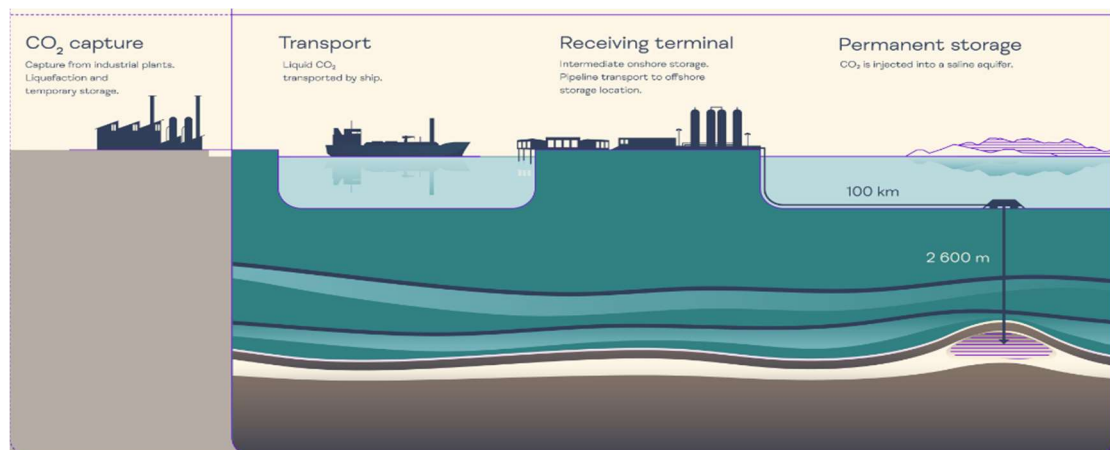 CO₂ capture
Capture from industrial plants.
Liquefaction and
temporary storage.
Transport
Liquid CO₂
transported by ship.
Receiving terminal
Intermediate onshore storage.
Pipeline transport to offshore
storage location.
Permanent storage
CO₂ is injected into a saline aquifer.
100 km
2 600 m